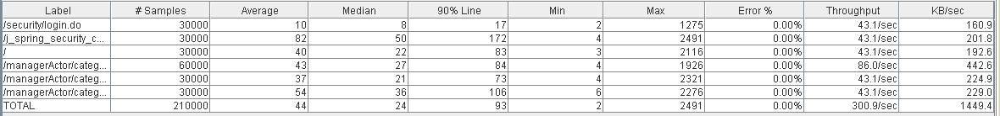 Label # Samples Average Median 90% Line Min Max Error % Throughput KB/sec
/security/login.do 30000 10 8 17 2 1275 0.00% 43.1/sec 160.9
/j_spring_security_c... 30000 82 50 172 4 2491 0.00% 43.1/sec 201.8
/ 30000 40 22 83 3 2116 0.00% 43.1/sec 192.6
/managerActor/categ... 60000 43 27 84 4 1926 0.00% 86.0/sec 442.6
/managerActor/categ... 30000 37 21 73 4 2321 0.00% 43.1/sec 224.9
/managerActor/categ... 30000 54 36 106 6 2276 0.00% 43.1/sec 229.0
TOTAL 210000 44 24 93 2 2491 0.00% 300.9/sec 1449.4